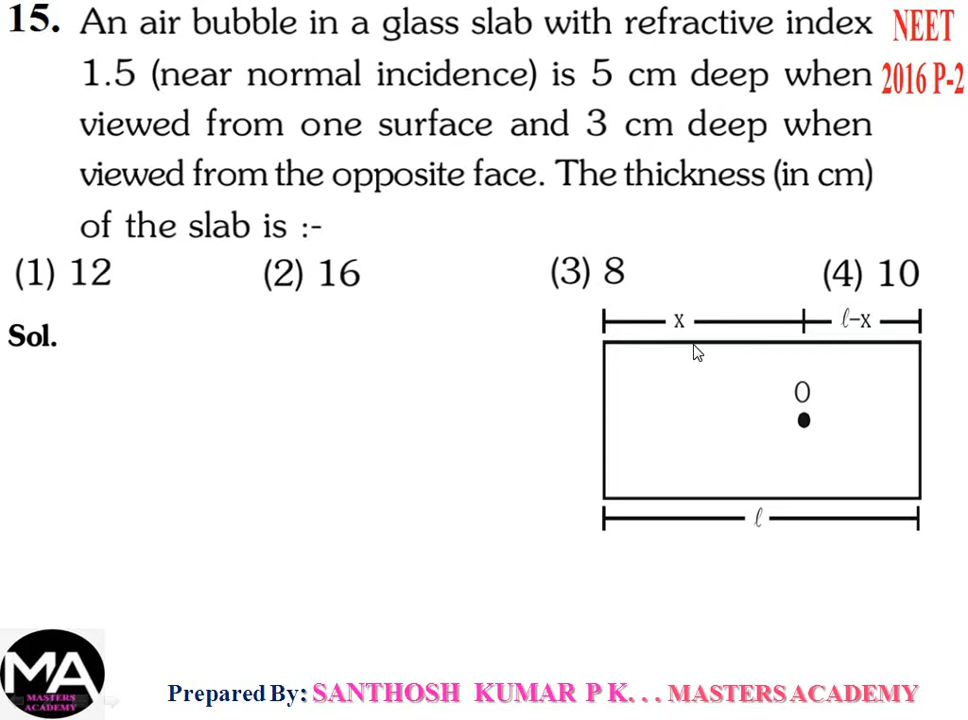 15. An air bubble in a glass slab with refractive index NEET
1.5 (near normal incidence) is 5 cm deep when 2016 P-2
viewed from one surface and 3 cm deep when
viewed from the opposite face. The thickness (in cm)
of the slab is :-
(1) 12 (2) 16 (3) 8 (4) 10
Sol.
x ℓ-x
O
ℓ
MA
MASTERS
ACADEMY
Prepared By: SANTHOSH KUMAR P K. . . MASTERS ACADEMY